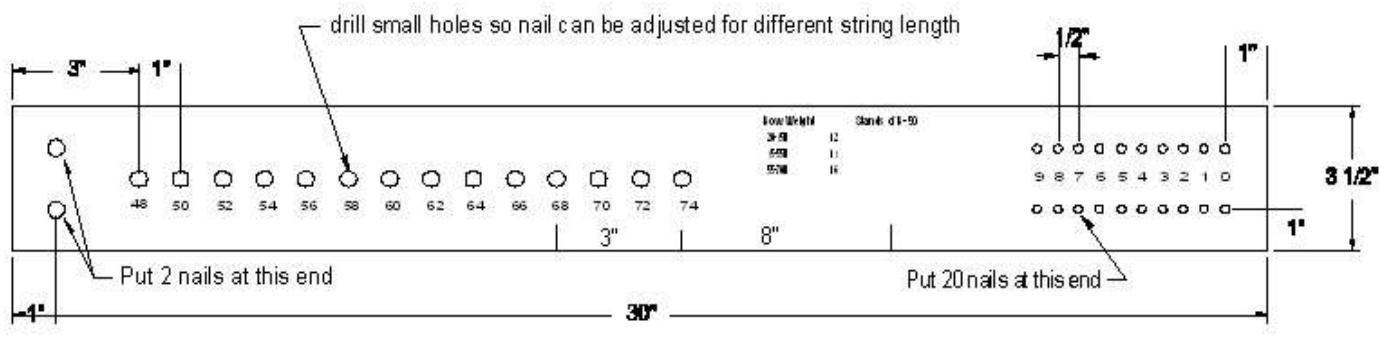 drill small holes so nail can be adjusted for different string length
1/2"
3" 1" 1"
Bow Weight
12
9 8 7 6 5 4 3 2 1 0
3 1/2"
48 50 52 54 56 58 60 62 64 66 68 70 72 74
3" 8" 1"
Put 2 nails at this end
Put 20 nails at this end
1"
30"